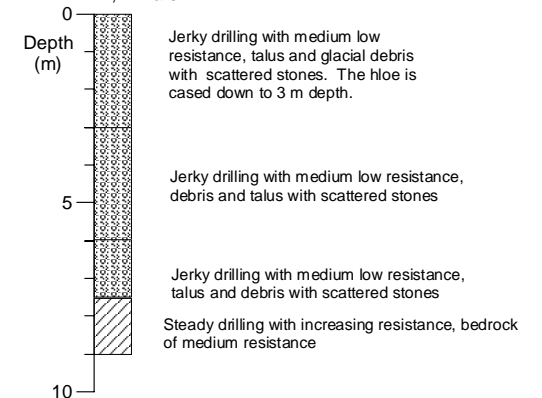 0
Depth
(m)
Jerky drilling with medium low
resistance, talus and glacial debris
with scattered stones. The hloe is
cased down to 3 m depth.
Jerky drilling with medium low resistance,
debris and talus with scattered stones
5
Jerky drilling with medium low resistance,
talus and debris with scattered stones
Steady drilling with increasing resistance, bedrock
of medium resistance
10